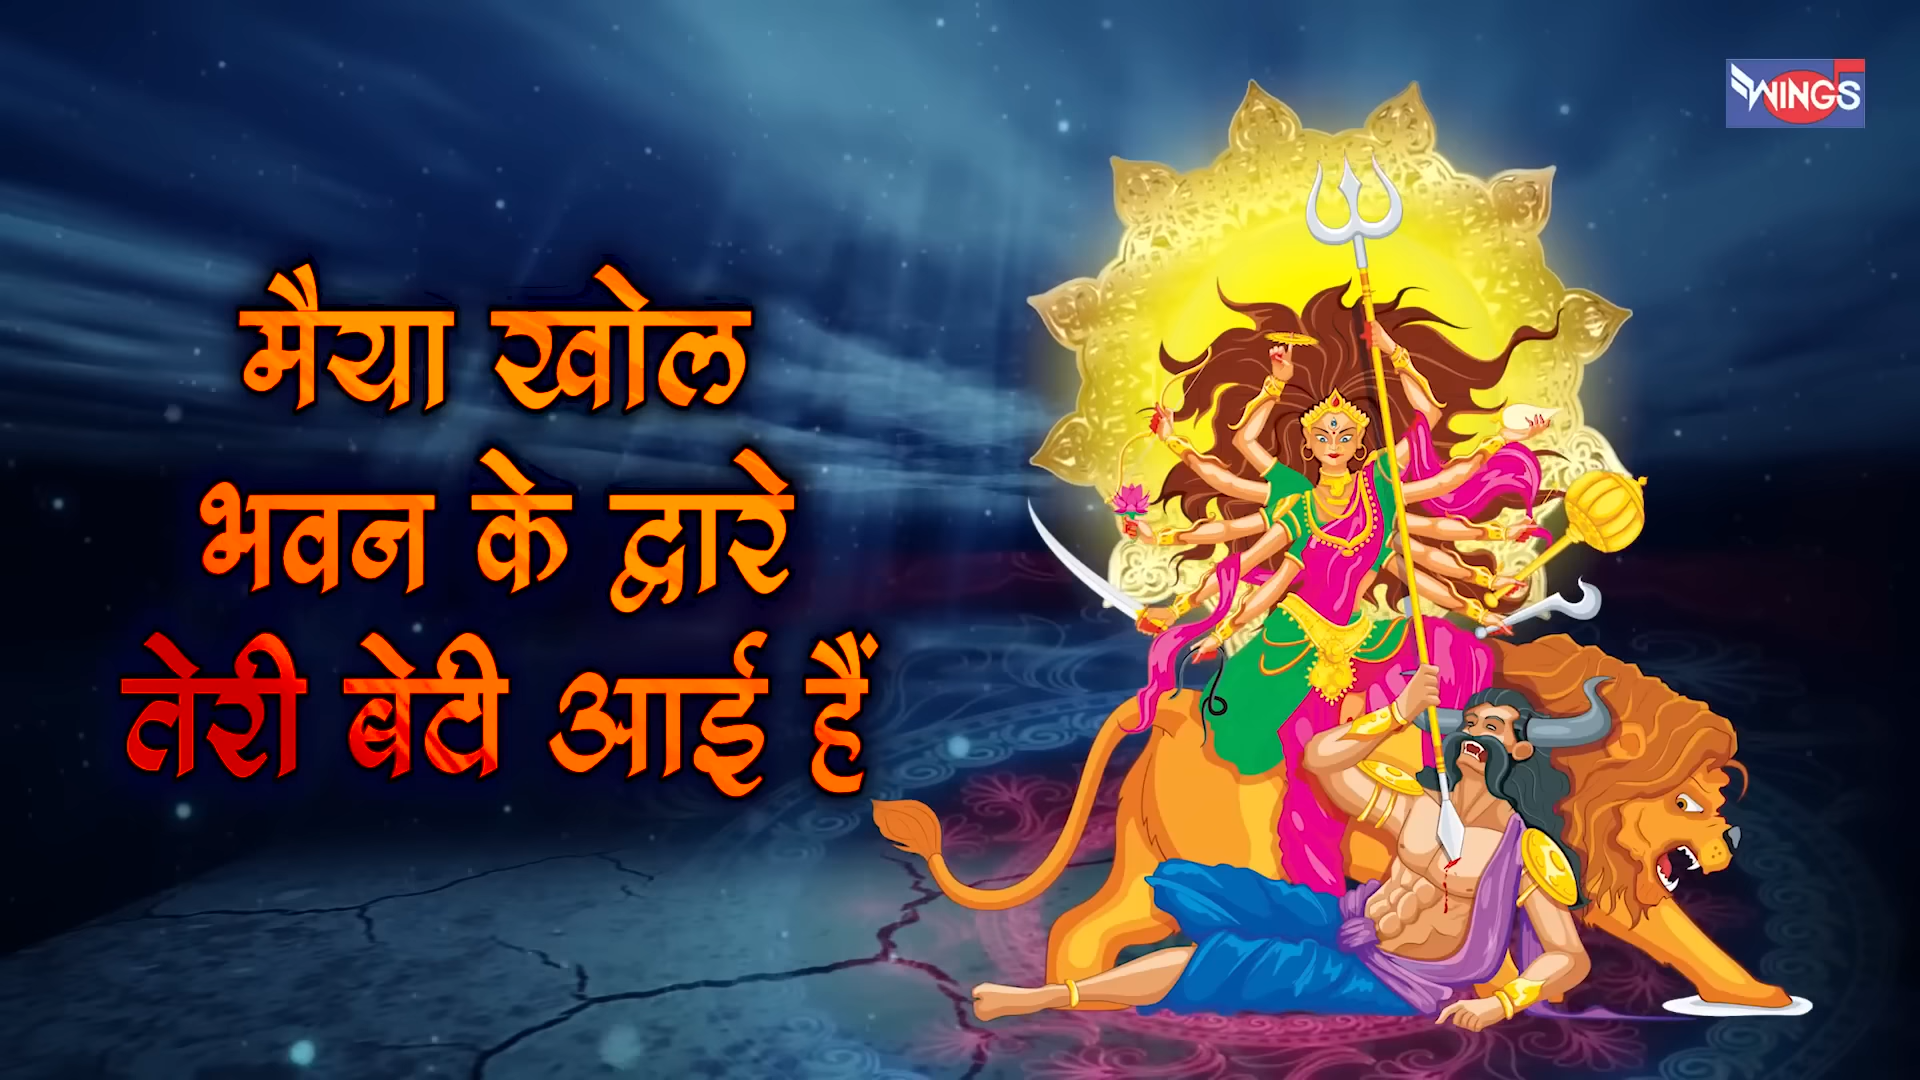 मैया खोल
भवन के द्वारे
तेरी बेटी आई हैं
WINGS